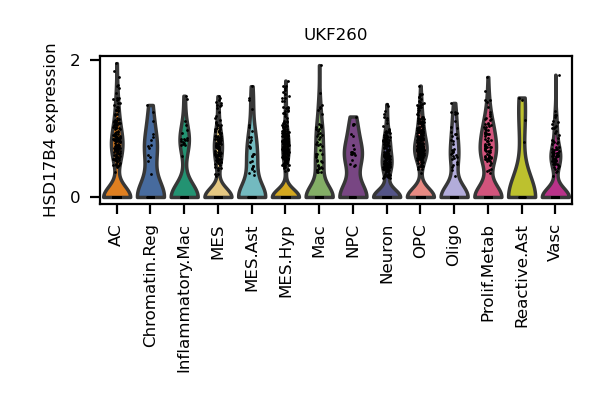 UKF260
HSD17B4 expression
2
0
AC
Chromatin.Reg
Inflammatory.Mac
MES
MES.Ast
MES.Hyp
Mac
NPC
Neuron
OPC
Oligo
Prolif.Metab
Reactive.Ast
Vasc